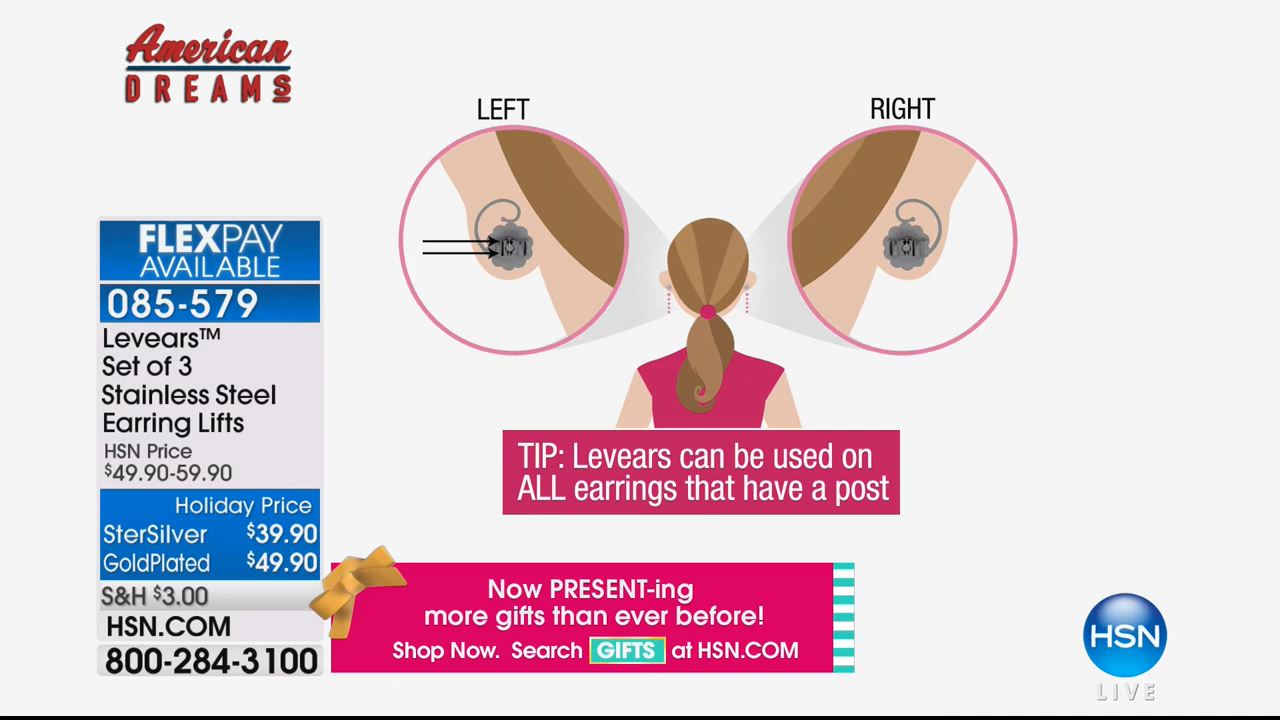 American
DREAMS
LEFT
RIGHT
FLEXPAY
AVAILABLE
085-579
Levears™
Set of 3
Stainless Steel
Earring Lifts
HSN Price
$49.90-59.90
Holiday Price
SterSilver $39.90
GoldPlated $49.90
S&H $3.00
HSN.COM
800-284-3100
TIP: Levears can be used on
ALL earrings that have a post
Now PRESENT-ing
more gifts than ever before!
Shop Now. Search GIFTS at HSN.COM
HSN
LIVE